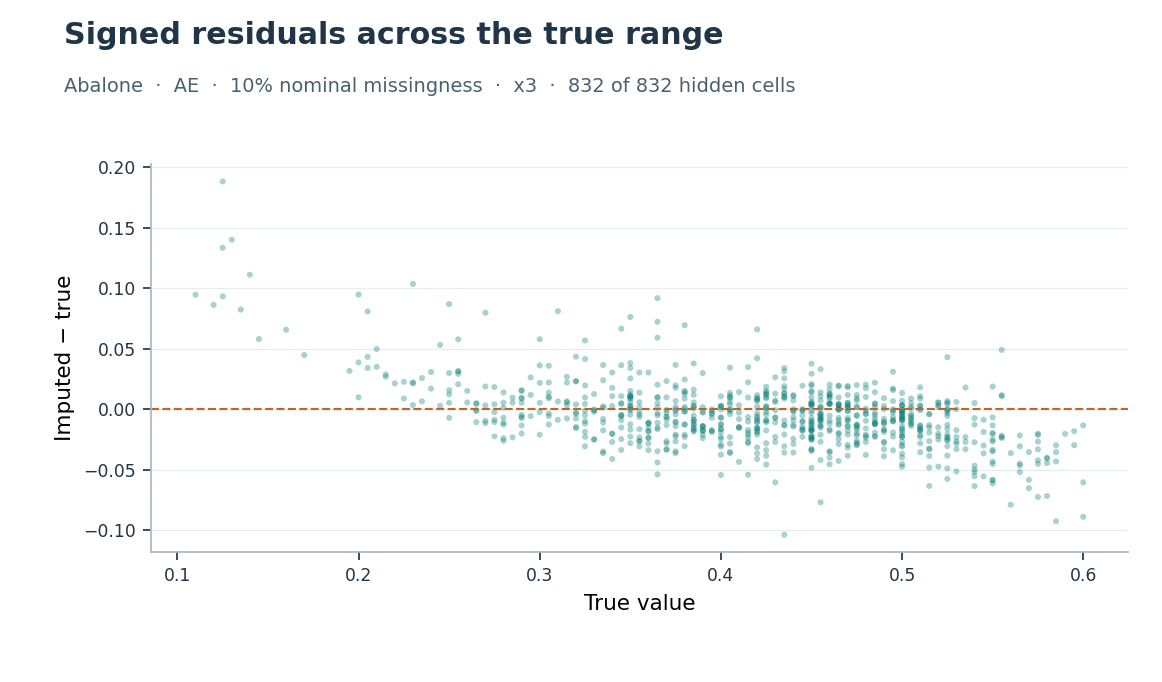 Signed residuals across the true range
Abalone · AE · 10% nominal missingness · x3 · 832 of 832 hidden cells
Imputed − true
0.20
0.15
0.10
0.05
0.00
−0.05
−0.10
0.1 0.2 0.3 0.4 0.5 0.6
True value